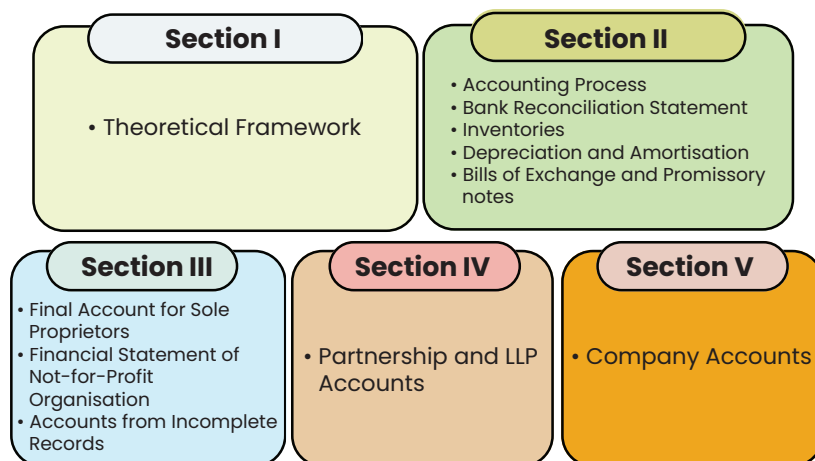 Section I
• Theoretical Framework
Section II
• Accounting Process
• Bank Reconciliation Statement
• Inventories
• Depreciation and Amortisation
• Bills of Exchange and Promissory
notes
Section III
• Final Account for Sole
Proprietors
• Financial Statement of
Not-for-Profit
Organisation
• Accounts from Incomplete
Records
Section IV
• Partnership and LLP
Accounts
Section V
• Company Accounts